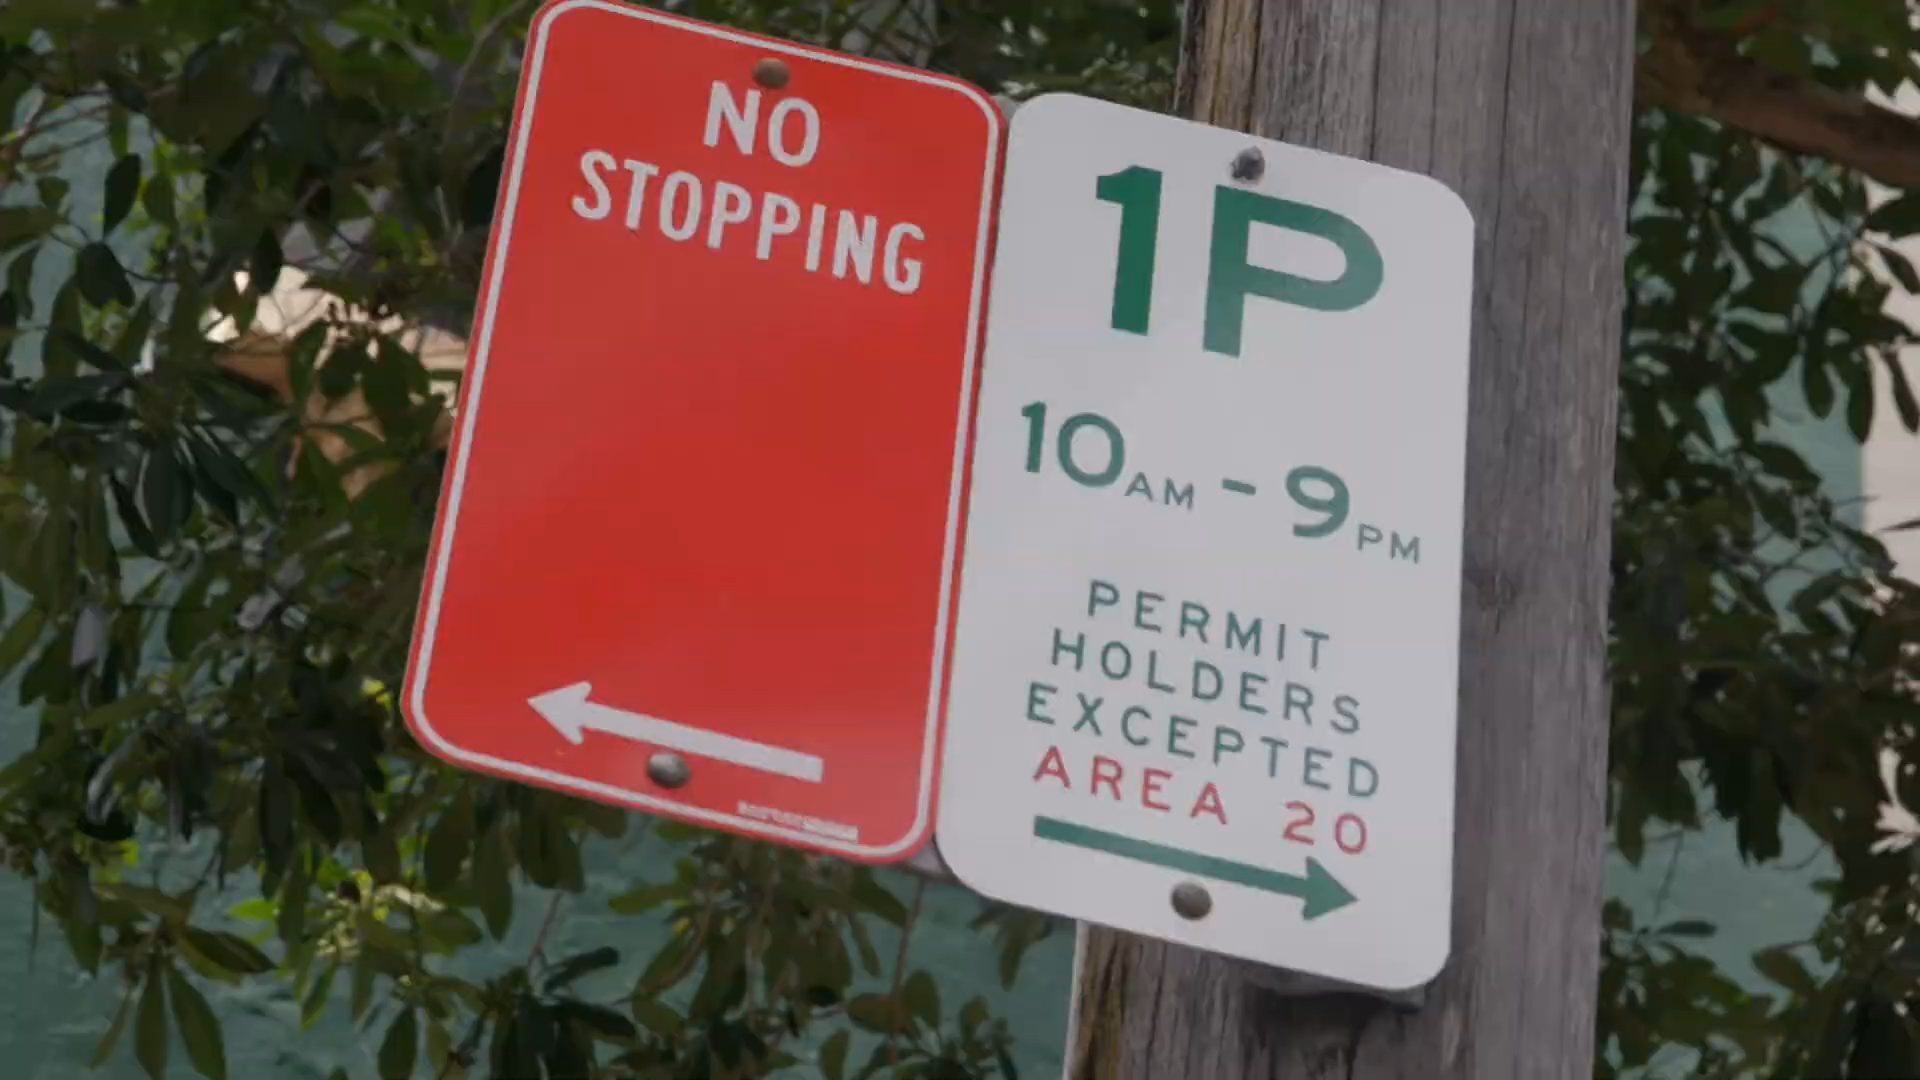 NO
STOPPING
1P
10AM - 9PM
PERMIT
HOLDERS
EXCEPTED
AREA 20